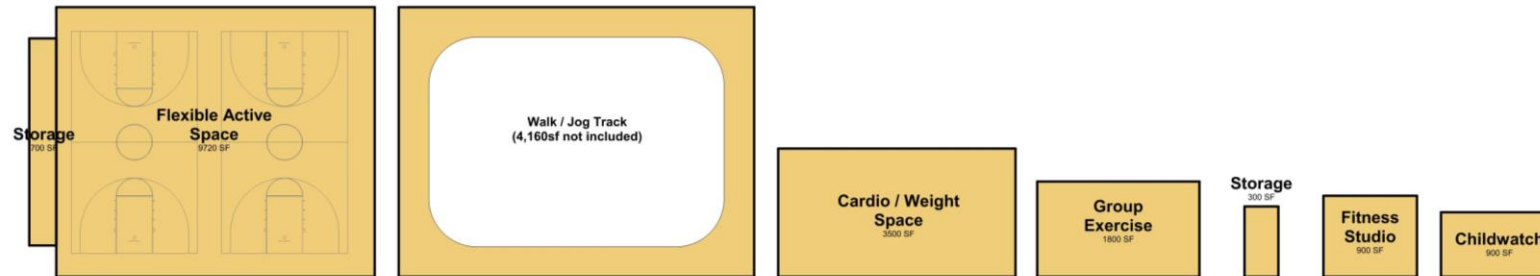 Storage
700 SF
Flexible Active
Space
9720 SF
Walk / Jog Track
(4,160sf not included)
Cardio / Weight
Space
3500 SF
Group
Exercise
1800 SF
Storage
300 SF
Fitness
Studio
900 SF
Childwatch
900 SF